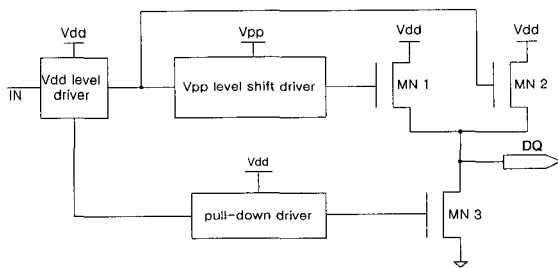 Vdd
Vpp
Vdd
Vdd
IN
Vdd level
driver
Vpp level shift driver
MN 1
MN 2
DQ
Vdd
pull-down driver
MN 3